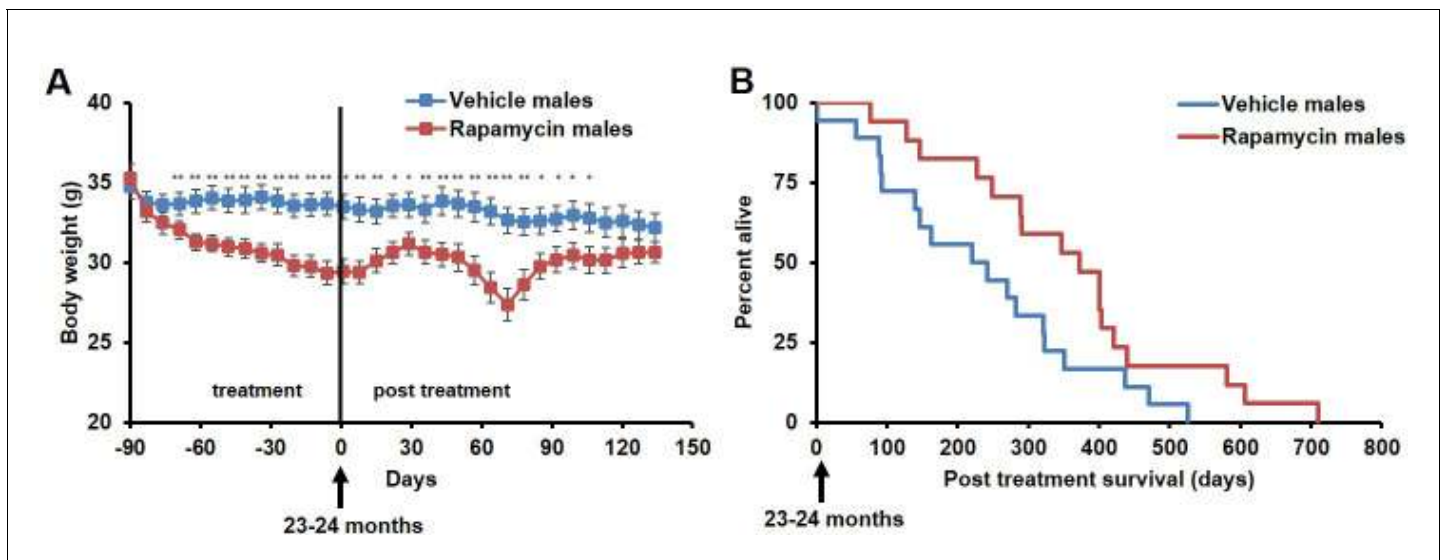 A
Vehicle males
Rapamycin males
40
35
30
25
20
Body weight (g)
** ** ** ** ** ** ** ** ** ** * ** ** * * ** ** ** ** ** ** ** * * * *
treatment
post treatment
-90 -60 -30 0 30 60 90 120 150
Days
23-24 months
B
Vehicle males
Rapamycin males
100
75
50
25
0
Percent alive
0 100 200 300 400 500 600 700 800
Post treatment survival (days)
23-24 months